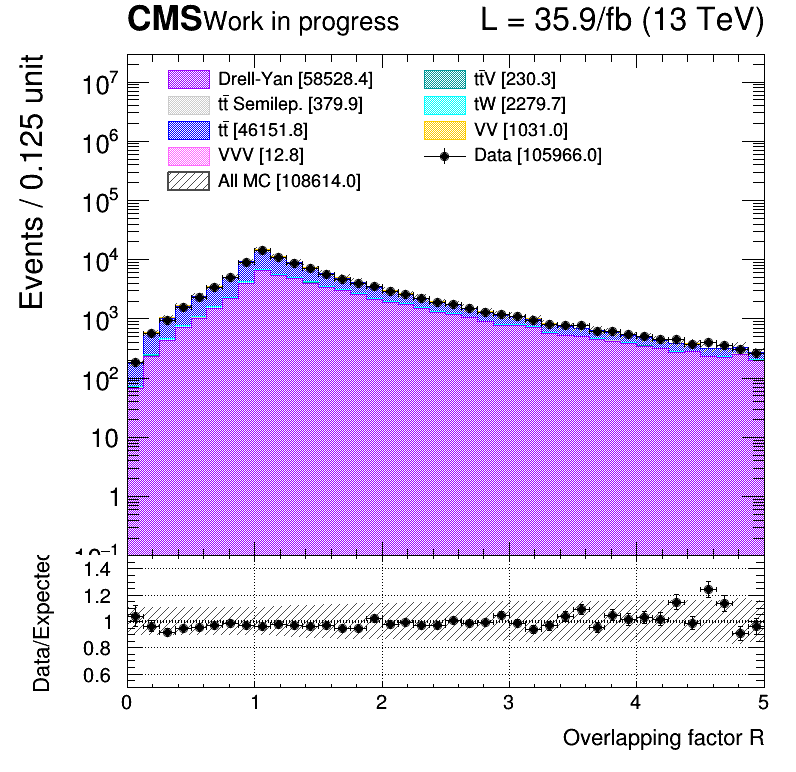 CMS Work in progress L = 35.9/fb (13 TeV)
Events / 0.125 unit
10⁷
10⁶
10⁵
10⁴
10³
10²
10
1
Drell-Yan [58528.4]
tt̄ Semilep. [379.9]
tt̄ [46151.8]
VVV [12.8]
All MC [108614.0]
tt̄V [230.3]
tW [2279.7]
VV [1031.0]
Data [105966.0]
10⁻¹
Data/Expected
1.4
1.2
1
0.8
0.6
0 1 2 3 4 5
Overlapping factor R